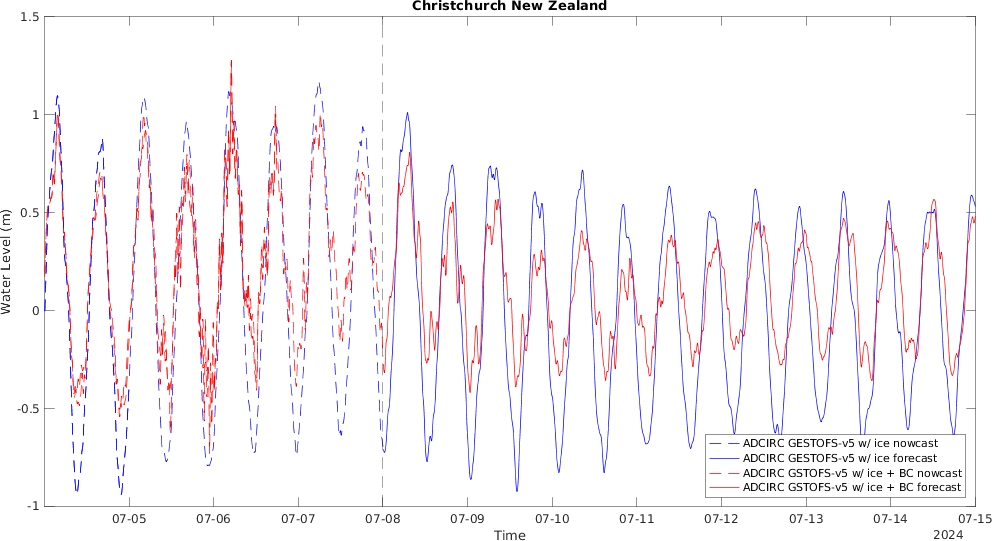 Christchurch New Zealand
1.5
1
0.5
0
-0.5
-1
Water Level (m)
07-05
07-06
07-07
07-08
07-09
07-10
07-11
07-12
07-13
07-14
07-15
Time
2024
ADCIRC GESTOFS-v5 w/ ice nowcast
ADCIRC GESTOFS-v5 w/ ice forecast
ADCIRC GSTOFS-v5 w/ ice + BC nowcast
ADCIRC GSTOFS-v5 w/ ice + BC forecast